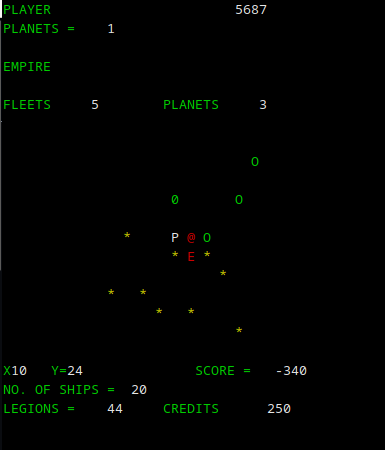 PLAYER 5687
PLANETS = 1
EMPIRE
FLEETS 5 PLANETS 3
O
0 O
* P @ O
* E *
*
* *
* *
*
X10 Y=24 SCORE = -340
NO. OF SHIPS = 20
LEGIONS = 44 CREDITS 250